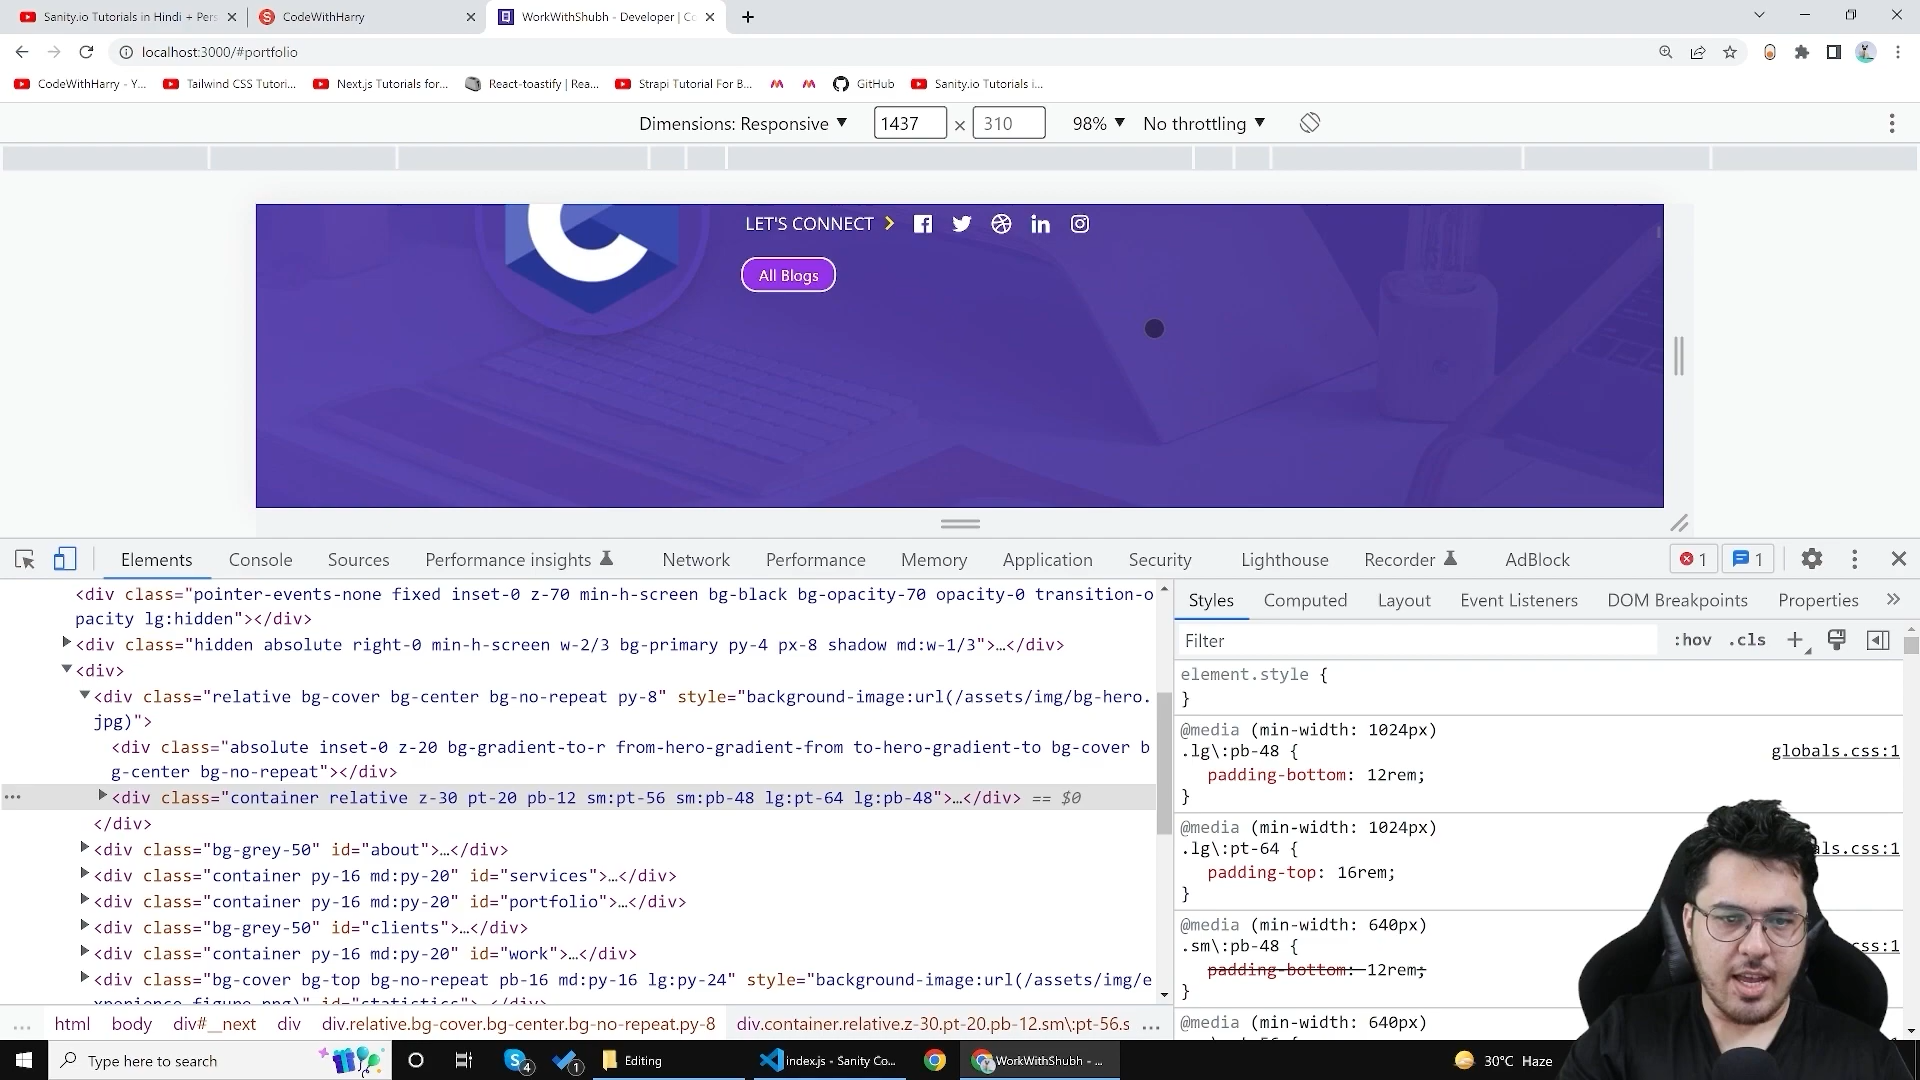 Sanity.io Tutorials in Hindi + Pers
CodeWithHarry
WorkWithShubh - Developer | Co
localhost:3000/#portfolio
CodeWithHarry - Y...
Tailwind CSS Tutori...
Next.js Tutorials for...
React-toastify | Rea...
Strapi Tutorial For B...
GitHub
Sanity.io Tutorials i...
Dimensions: Responsive
1437 × 310
98%
No throttling
LET'S CONNECT
All Blogs
Elements
Console
Sources
Performance insights
Network
Performance
Memory
Application
Security
Lighthouse
Recorder
AdBlock
1
1
<div class="pointer-events-none fixed inset-0 z-70 min-h-screen bg-black bg-opacity-70 opacity-0 transition-o
pacity lg:hidden"></div>
<div class="hidden absolute right-0 min-h-screen w-2/3 bg-primary py-4 px-8 shadow md:w-1/3">…</div>
<div>
<div class="relative bg-cover bg-center bg-no-repeat py-8" style="background-image:url(/assets/img/bg-hero.
jpg)">
<div class="absolute inset-0 z-20 bg-gradient-to-r from-hero-gradient-from to-hero-gradient-to bg-cover b
g-center bg-no-repeat"></div>
<div class="container relative z-30 pt-20 pb-12 sm:pt-56 sm:pb-48 lg:pt-64 lg:pb-48">…</div> == $0
</div>
<div class="bg-grey-50" id="about">…</div>
<div class="container py-16 md:py-20" id="services">…</div>
<div class="container py-16 md:py-20" id="portfolio">…</div>
<div class="bg-grey-50" id="clients">…</div>
<div class="container py-16 md:py-20" id="work">…</div>
<div class="bg-cover bg-top bg-no-repeat pb-16 md:py-16 lg:py-24" style="background-image:url(/assets/img/e
xperience-figure.png)" id="statistics">…</div>
... html body div#__next div div.relative.bg-cover.bg-center.bg-no-repeat.py-8 div.container.relative.z-30.pt-20.pb-12.sm\:pt-56.s ...
Styles
Computed
Layout
Event Listeners
DOM Breakpoints
Properties
Filter
:hov .cls
element.style {
}
@media (min-width: 1024px)
.lg\:pb-48 {
globals.css:1
padding-bottom: 12rem;
}
@media (min-width: 1024px)
.lg\:pt-64 {
als.css:1
padding-top: 16rem;
}
@media (min-width: 640px)
.sm\:pb-48 {
css:1
padding-bottom: 12rem;
}
@media (min-width: 640px)
Type here to search
4
1
Editing
index.js - Sanity Co...
WorkWithShubh - ...
30°C Haze